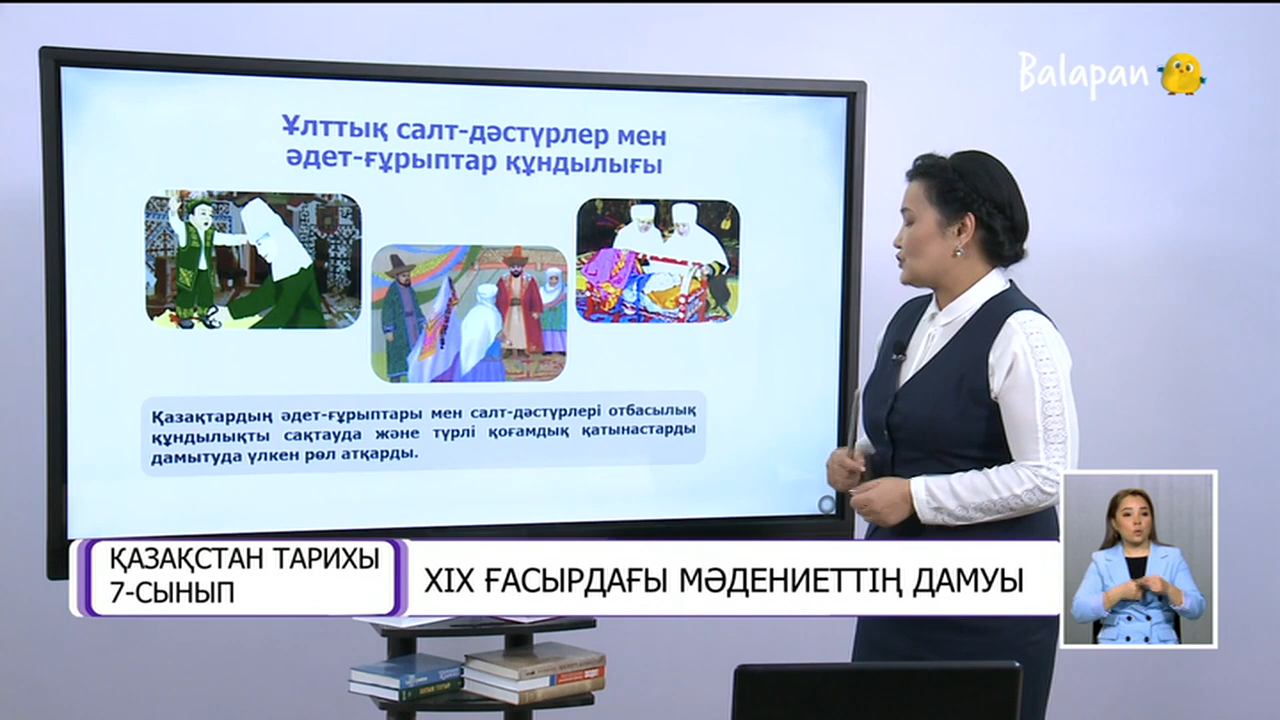 Balapan
Ұлттық салт-дәстүрлер мен
әдет-ғұрыптар құндылығы
Қазақтардың әдет-ғұрыптары мен салт-дәстүрлері отбасылық
құндылықты сақтауда және түрлі қоғамдық қатынастарды
дамытуда үлкен рөл атқарды.
ҚАЗАҚСТАН ТАРИХЫ
7-СЫНЫП
XIX ҒАСЫРДАҒЫ МӘДЕНИЕТТІҢ ДАМУЫ